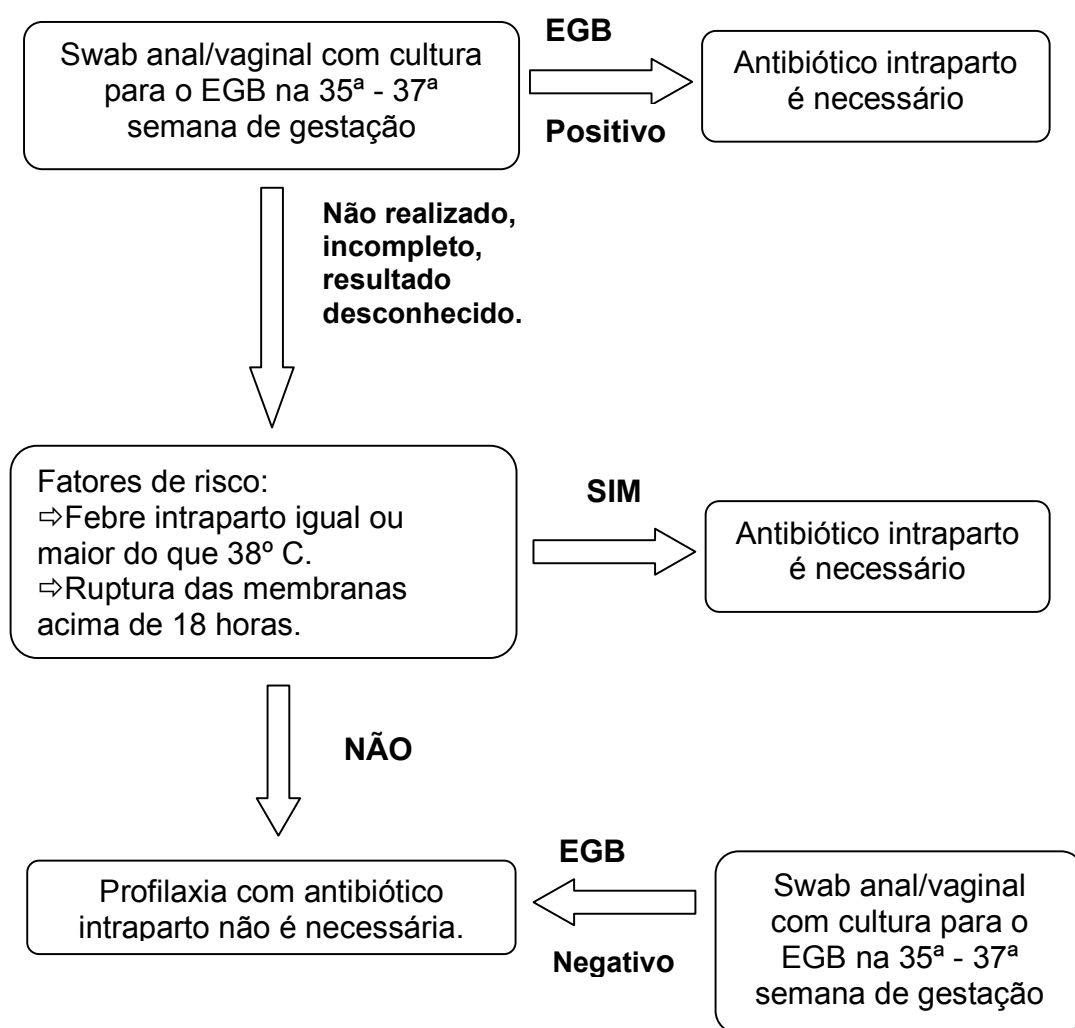 Swab anal/vaginal com cultura
para o EGB na 35ª - 37ª
semana de gestação
EGB
Positivo
Antibiótico intraparto
é necessário
Não realizado,
incompleto,
resultado
desconhecido.
Fatores de risco:
⇨Febre intraparto igual ou
maior do que 38º C.
⇨Ruptura das membranas
acima de 18 horas.
SIM
Antibiótico intraparto
é necessário
NÃO
Profilaxia com antibiótico
intraparto não é necessária.
EGB
Negativo
Swab anal/vaginal
com cultura para o
EGB na 35ª - 37ª
semana de gestação